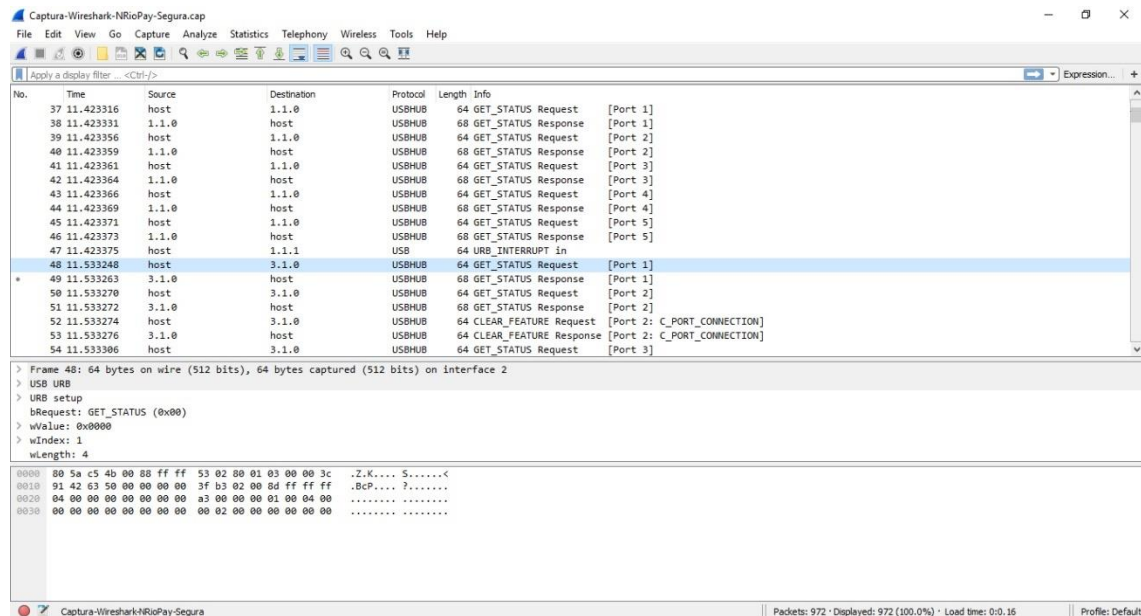 Captura-Wireshark-NRioPay-Segura.cap
File Edit View Go Capture Analyze Statistics Telephony Wireless Tools Help
Apply a display filter ... <Ctrl-/> Expression... +
No. Time Source Destination Protocol Length Info
37 11.423316 host 1.1.0 USBHUB 64 GET_STATUS Request [Port 1]
38 11.423331 1.1.0 host USBHUB 68 GET_STATUS Response [Port 1]
39 11.423356 host 1.1.0 USBHUB 64 GET_STATUS Request [Port 2]
40 11.423359 1.1.0 host USBHUB 68 GET_STATUS Response [Port 2]
41 11.423361 host 1.1.0 USBHUB 64 GET_STATUS Request [Port 3]
42 11.423364 1.1.0 host USBHUB 68 GET_STATUS Response [Port 3]
43 11.423366 host 1.1.0 USBHUB 64 GET_STATUS Request [Port 4]
44 11.423369 1.1.0 host USBHUB 68 GET_STATUS Response [Port 4]
45 11.423371 host 1.1.0 USBHUB 64 GET_STATUS Request [Port 5]
46 11.423373 1.1.0 host USBHUB 68 GET_STATUS Response [Port 5]
47 11.423375 host 1.1.1 USB 64 URB_INTERRUPT in
48 11.533248 host 3.1.0 USBHUB 64 GET_STATUS Request [Port 1]
49 11.533263 3.1.0 host USBHUB 68 GET_STATUS Response [Port 1]
50 11.533270 host 3.1.0 USBHUB 64 GET_STATUS Request [Port 2]
51 11.533272 3.1.0 host USBHUB 68 GET_STATUS Response [Port 2]
52 11.533274 host 3.1.0 USBHUB 64 CLEAR_FEATURE Request [Port 2: C_PORT_CONNECTION]
53 11.533276 3.1.0 host USBHUB 64 CLEAR_FEATURE Response [Port 2: C_PORT_CONNECTION]
54 11.533306 host 3.1.0 USBHUB 64 GET_STATUS Request [Port 3]
> Frame 48: 64 bytes on wire (512 bits), 64 bytes captured (512 bits) on interface 2
> USB URB
> URB setup
bRequest: GET_STATUS (0x00)
> wValue: 0x0000
> wIndex: 1
wLength: 4
0000 80 5a c5 4b 00 88 ff ff 53 02 80 01 03 00 00 3c .Z.K.... S......<
0010 91 42 63 50 00 00 00 00 3f b3 02 00 8d ff ff ff .BcP.... ?.......
0020 04 00 00 00 00 00 00 00 a3 00 00 00 01 00 04 00 ........ ........
0030 00 00 00 00 00 00 00 00 00 02 00 00 00 00 00 00 ........ ........
Captura-Wireshark-NRioPay-Segura Packets: 972 · Displayed: 972 (100.0%) · Load time: 0:0.16 Profile: Default